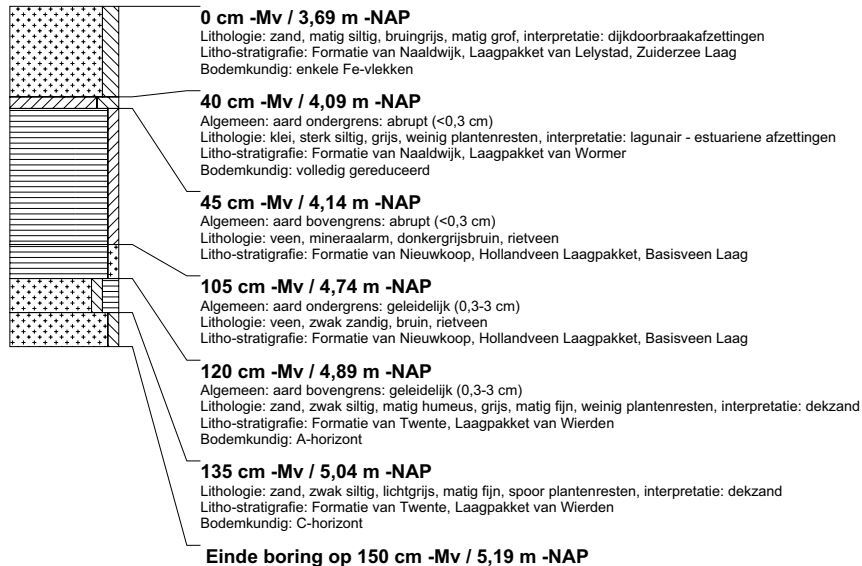 0 cm -Mv / 3,69 m -NAP
Lithologie: zand, matig siltig, bruingrijs, matig grof, interpretatie: dijkdoorbraakafzettingen
Litho-stratigrafie: Formatie van Naaldwijk, Laagpakket van Lelystad, Zuiderzee Laag
Bodemkundig: enkele Fe-vlekken
40 cm -Mv / 4,09 m -NAP
Algemeen: aard ondergrens: abrupt (<0,3 cm)
Lithologie: klei, sterk siltig, grijs, weinig plantenresten, interpretatie: lagunair - estuariene afzettingen
Litho-stratigrafie: Formatie van Naaldwijk, Laagpakket van Wormer
Bodemkundig: volledig gereduceerd
45 cm -Mv / 4,14 m -NAP
Algemeen: aard bovengrens: abrupt (<0,3 cm)
Lithologie: veen, mineraalarm, donkergrijsbruin, rietveen
Litho-stratigrafie: Formatie van Nieuwkoop, Hollandveen Laagpakket, Basisveen Laag
105 cm -Mv / 4,74 m -NAP
Algemeen: aard ondergrens: geleidelijk (0,3-3 cm)
Lithologie: veen, zwak zandig, bruin, rietveen
Litho-stratigrafie: Formatie van Nieuwkoop, Hollandveen Laagpakket, Basisveen Laag
120 cm -Mv / 4,89 m -NAP
Algemeen: aard bovengrens: geleidelijk (0,3-3 cm)
Lithologie: zand, zwak siltig, matig humeus, grijs, matig fijn, weinig plantenresten, interpretatie: dekzand
Litho-stratigrafie: Formatie van Twente, Laagpakket van Wierden
Bodemkundig: A-horizont
135 cm -Mv / 5,04 m -NAP
Lithologie: zand, zwak siltig, lichtgrijs, matig fijn, spoor plantenresten, interpretatie: dekzand
Litho-stratigrafie: Formatie van Twente, Laagpakket van Wierden
Bodemkundig: C-horizont
Einde boring op 150 cm -Mv / 5,19 m -NAP